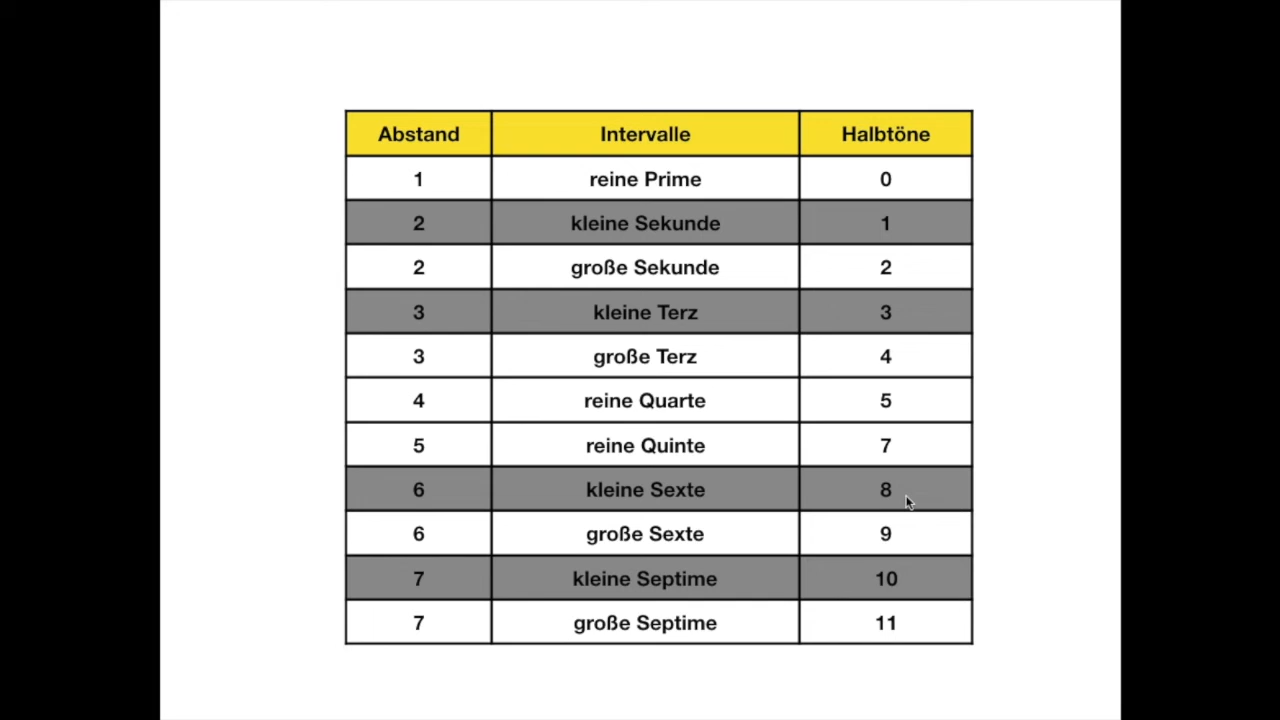 Abstand Intervalle Halbtöne
1 reine Prime 0
2 kleine Sekunde 1
2 große Sekunde 2
3 kleine Terz 3
3 große Terz 4
4 reine Quarte 5
5 reine Quinte 7
6 kleine Sexte 8
6 große Sexte 9
7 kleine Septime 10
7 große Septime 11